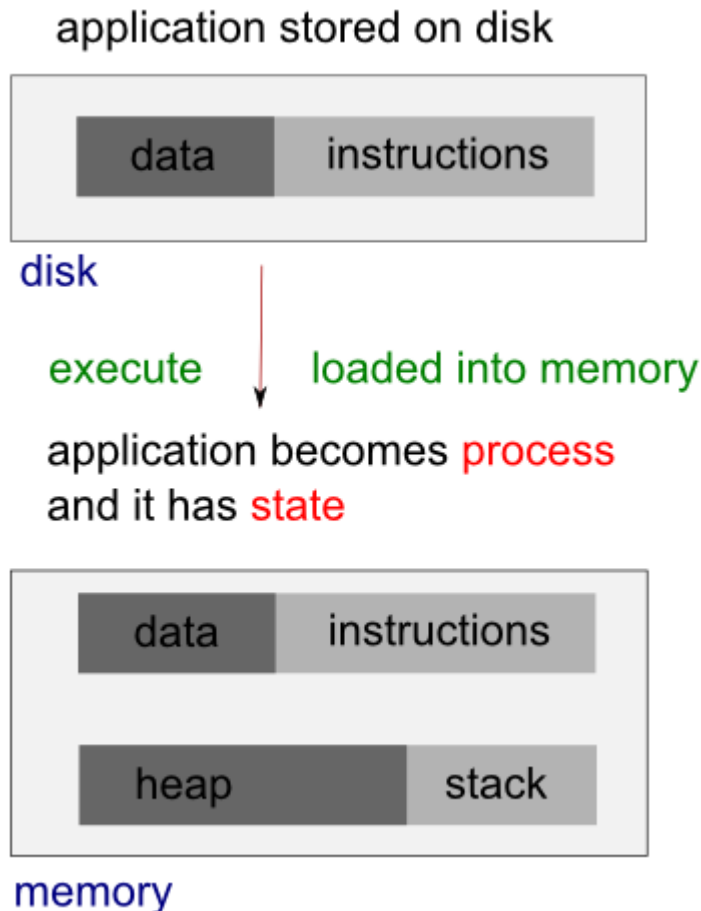 application stored on disk
data instructions
disk
execute loaded into memory
application becomes process
and it has state
data instructions
heap stack
memory